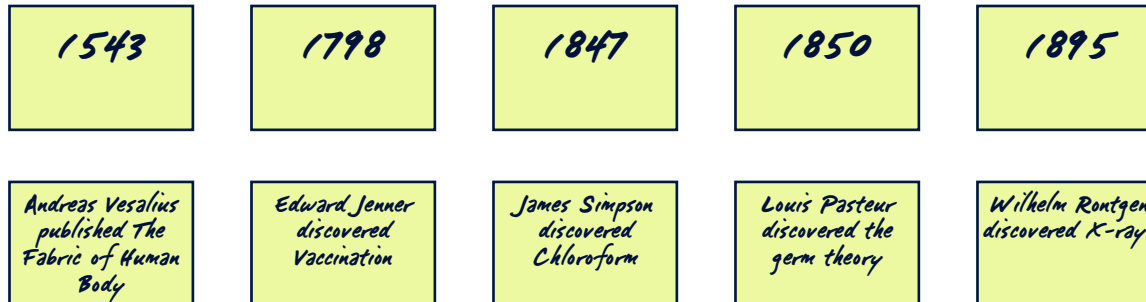 1543
1798
1847
1850
1895
Andreas Vesalius
published The
Fabric of Human
Body
Edward Jenner
discovered
Vaccination
James Simpson
discovered
Chloroform
Louis Pasteur
discovered the
germ theory
Wilhelm Rontgen
discovered X-ray